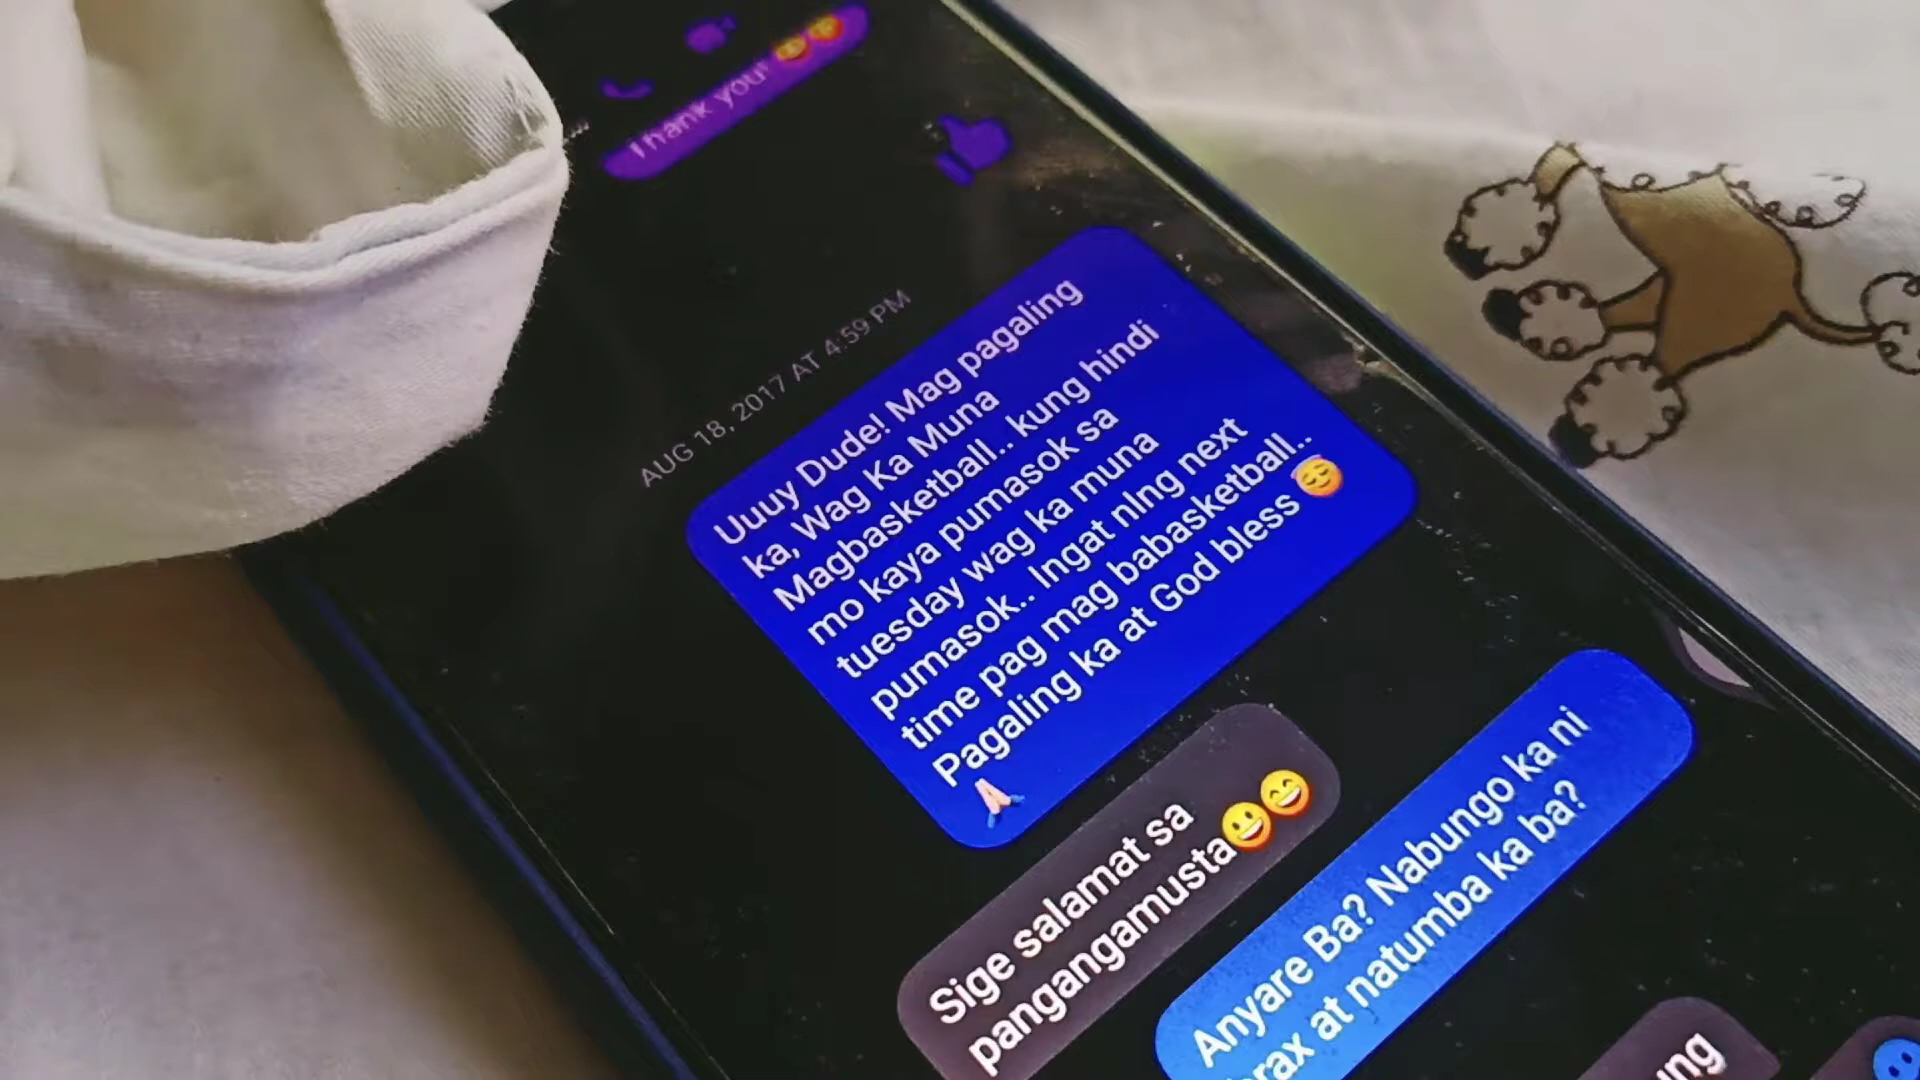 Thank you!
AUG 18, 2017 AT 4:59 PM
Uuuy Dude! Mag pagaling
ka, Wag Ka Muna
Magbasketball.. kung hindi
mo kaya pumasok sa
tuesday wag ka muna
pumasok.. Ingat nlng next
time pag mag babasketball..
Pagaling ka at God bless 😇
🙏
Sige salamat sa
pangangamusta😃😄
Anyare Ba? Nabungo ka ni
at natumba ka ba?